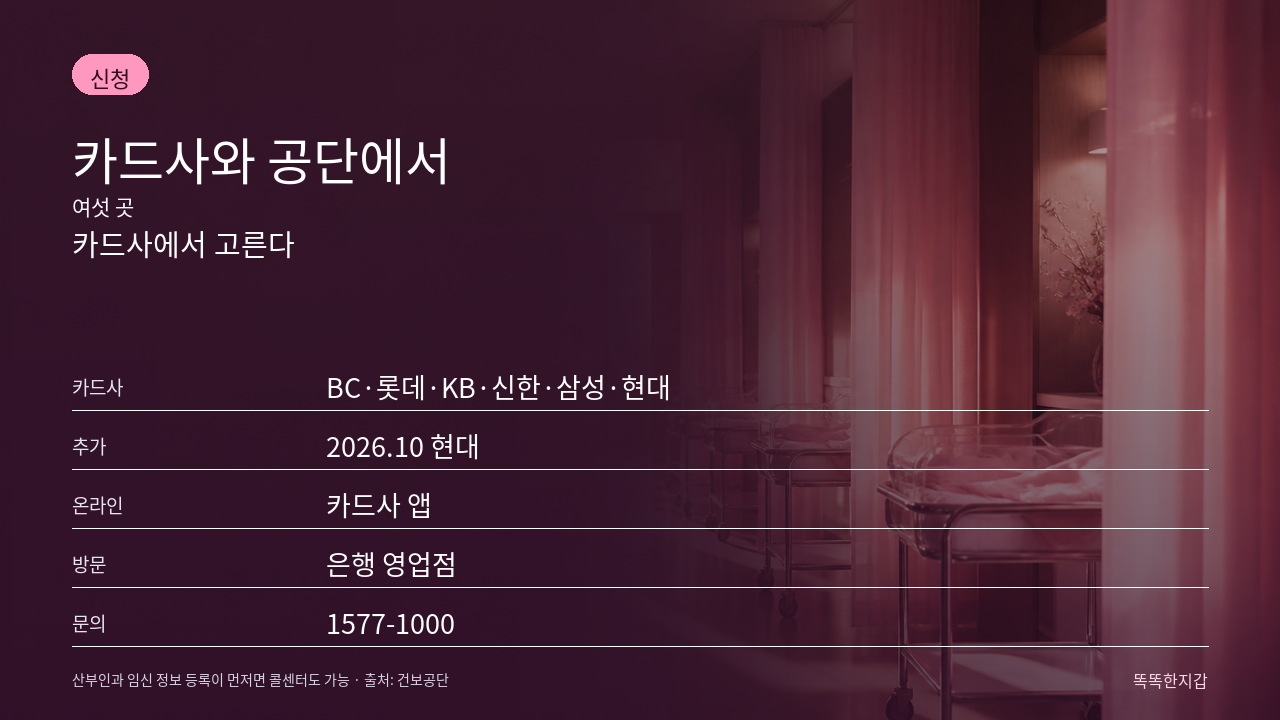 신청
카드사와 공단에서
여섯 곳
카드사에서 고른다
카드사 BC·롯데·KB·신한·삼성·현대
추가 2026.10 현대
온라인 카드사 앱
방문 은행 영업점
문의 1577-1000
산부인과 임신 정보 등록이 먼저면 콜센터도 가능 · 출처: 건보공단
똑똑한지갑